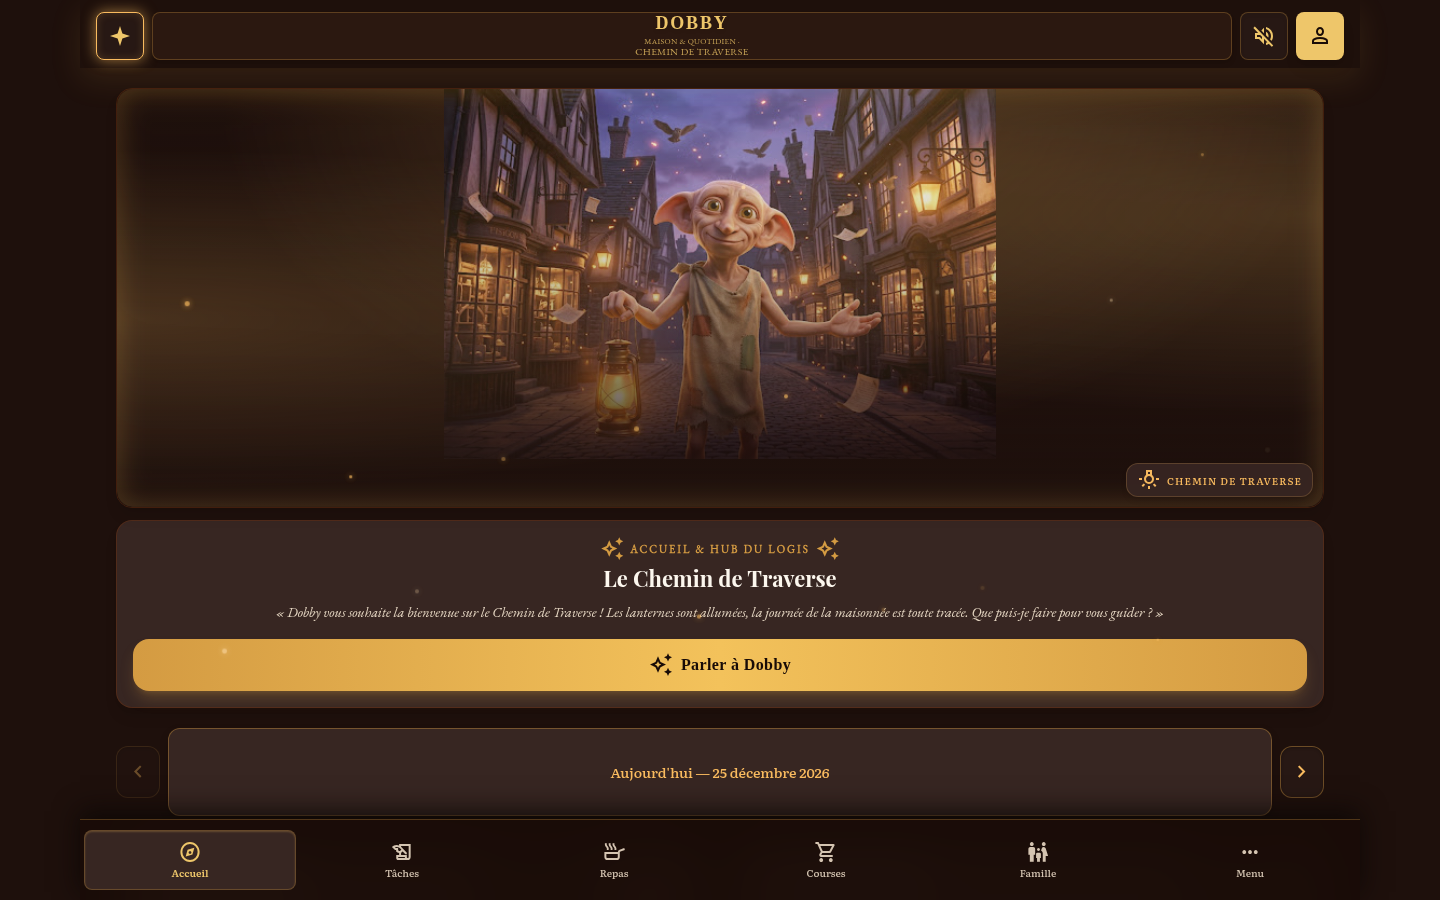 DOBBY
MAISON & QUOTIDIEN ·
CHEMIN DE TRAVERSE
CHEMIN DE TRAVERSE
ACCUEIL & HUB DU LOGIS
Le Chemin de Traverse
« Dobby vous souhaite la bienvenue sur le Chemin de Traverse ! Les lanternes sont allumées, la journée de la maisonnée est toute tracée. Que puis-je faire pour vous guider ? »
Parler à Dobby
Aujourd'hui — 25 décembre 2026
Accueil
Tâches
Repas
Courses
Famille
Menu